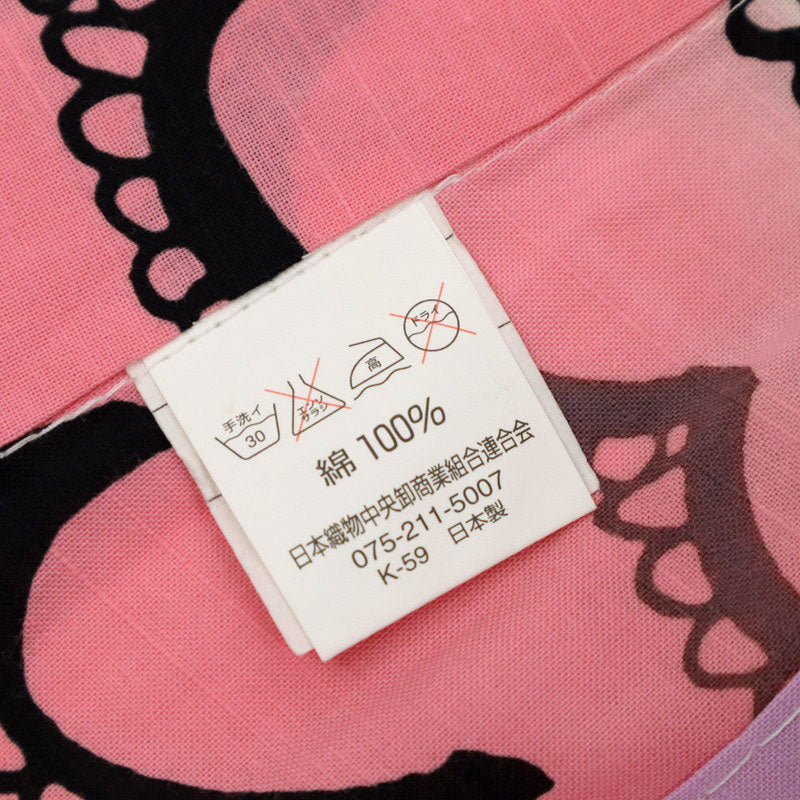 手洗イ 30
エンソサラシ
高
ドライ
綿 100%
日本織物中央卸商業組合連合会
075-211-5007
K-59 日本製